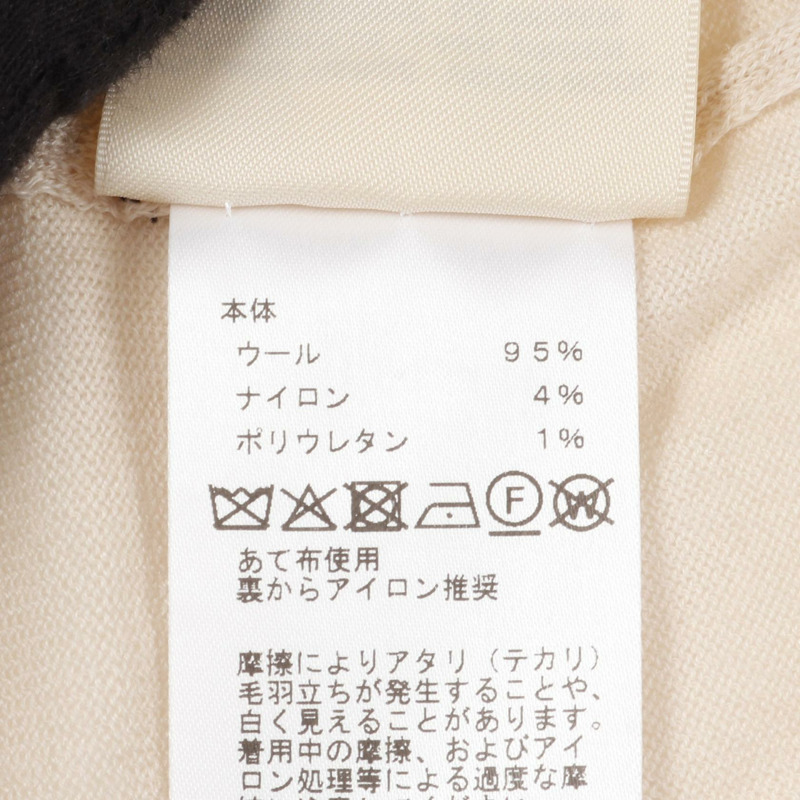 本体
ウール 95%
ナイロン 4%
ポリウレタン 1%
F W
あて布使用
裏からアイロン推奨
摩擦によりアタリ（テカリ）
毛羽立ちが発生することや、
白く見えることがあります。
着用中の摩擦、およびアイ
ロン処理等による過度な摩